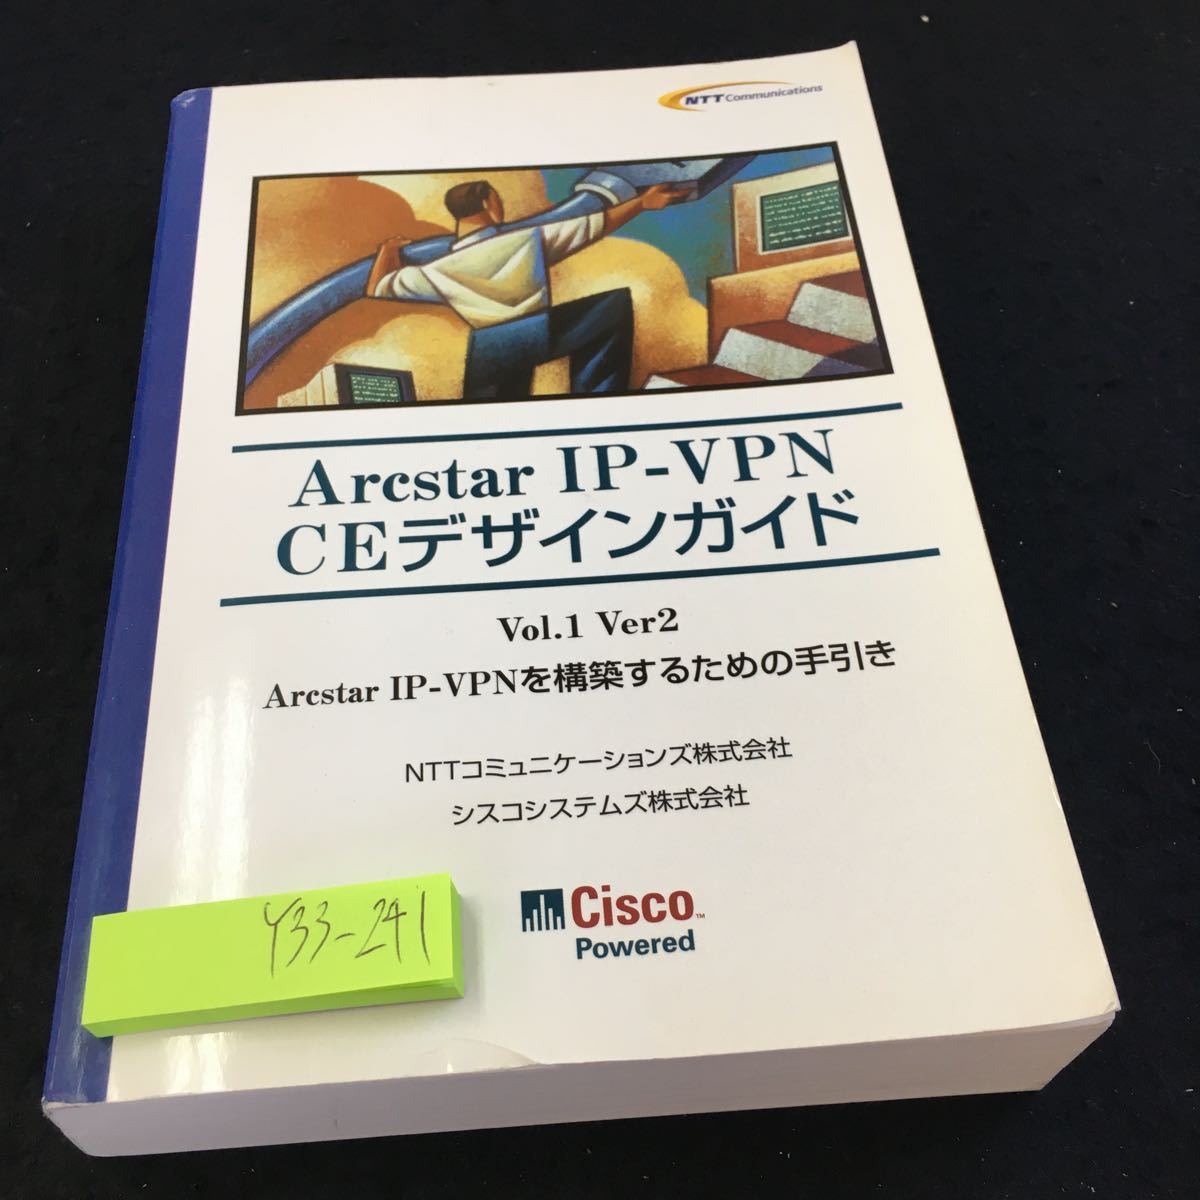 NTT Communications
Arcstar IP-VPN
CEデザインガイド
Vol.1 Ver2
Arcstar IP-VPNを構築するための手引き
NTTコミュニケーションズ株式会社
シスコシステムズ株式会社
Cisco™
Powered
Y33-241